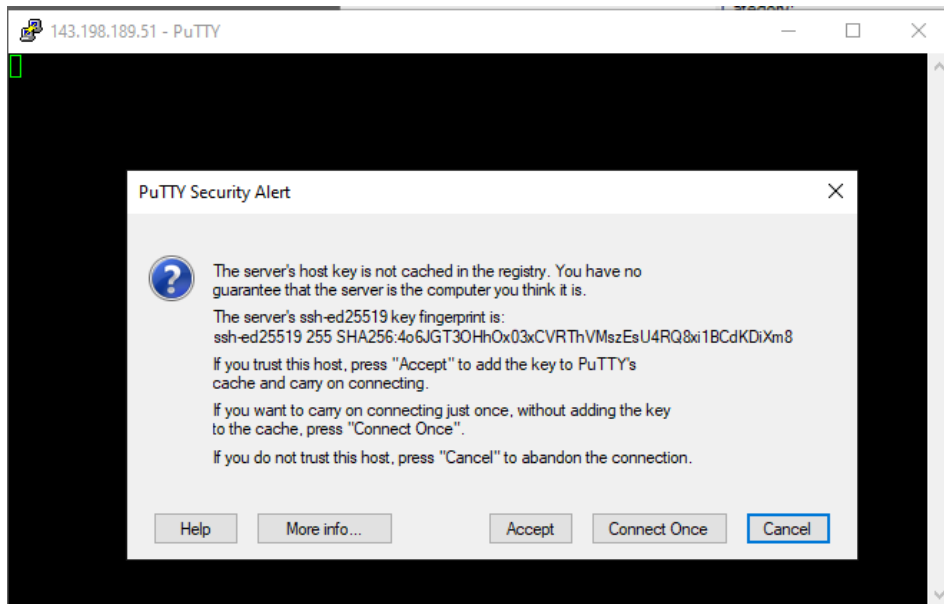 Category:
143.198.189.51 - PuTTY
PuTTY Security Alert
The server's host key is not cached in the registry. You have no
guarantee that the server is the computer you think it is.
The server's ssh-ed25519 key fingerprint is:
ssh-ed25519 255 SHA256:4o6JGT3OHhOx03xCVRThVMszEsU4RQ8xi1BCdKDiXm8
If you trust this host, press "Accept" to add the key to PuTTY's
cache and carry on connecting.
If you want to carry on connecting just once, without adding the key
to the cache, press "Connect Once".
If you do not trust this host, press "Cancel" to abandon the connection.
Help More info... Accept Connect Once Cancel